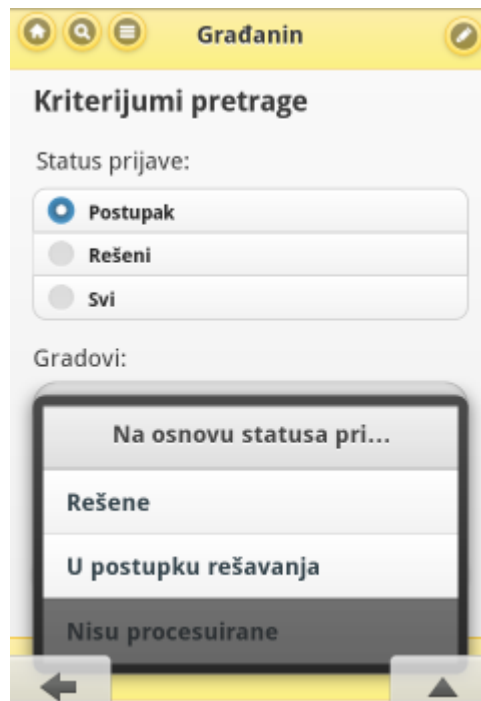 Građanin
Kriterijumi pretrage
Status prijave:
Postupak
Rešeni
Svi
Gradovi:
Na osnovu statusa pri...
Rešene
U postupku rešavanja
Nisu procesuirane